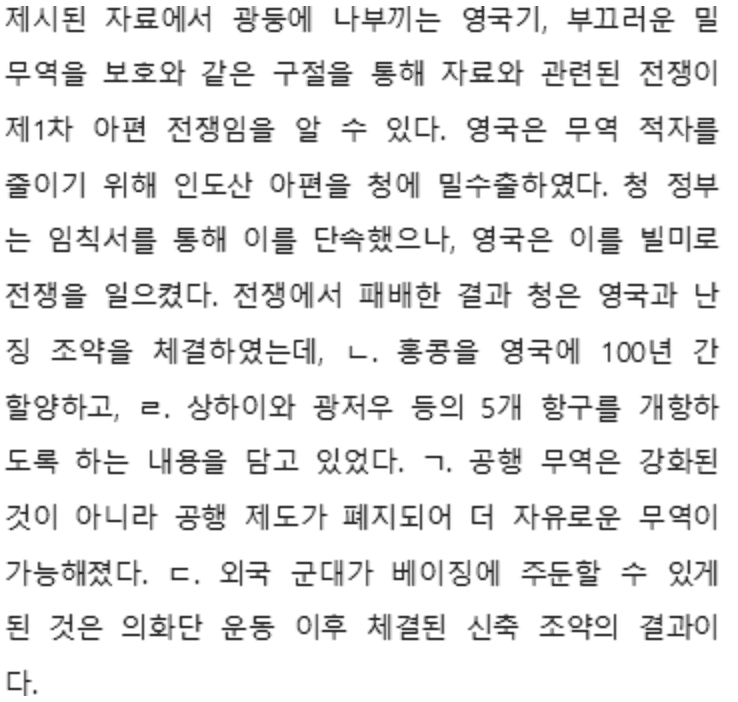 제시된 자료에서 광둥에 나부끼는 영국기, 부끄러운 밀
무역을 보호와 같은 구절을 통해 자료와 관련된 전쟁이
제1차 아편 전쟁임을 알 수 있다. 영국은 무역 적자를
줄이기 위해 인도산 아편을 청에 밀수출하였다. 청 정부
는 임칙서를 통해 이를 단속했으나, 영국은 이를 빌미로
전쟁을 일으켰다. 전쟁에서 패배한 결과 청은 영국과 난
징 조약을 체결하였는데, ㄴ. 홍콩을 영국에 100년 간
할양하고, ㄹ. 상하이와 광저우 등의 5개 항구를 개항하
도록 하는 내용을 담고 있었다. ㄱ. 공행 무역은 강화된
것이 아니라 공행 제도가 폐지되어 더 자유로운 무역이
가능해졌다. ㄷ. 외국 군대가 베이징에 주둔할 수 있게
된 것은 의화단 운동 이후 체결된 신축 조약의 결과이
다.